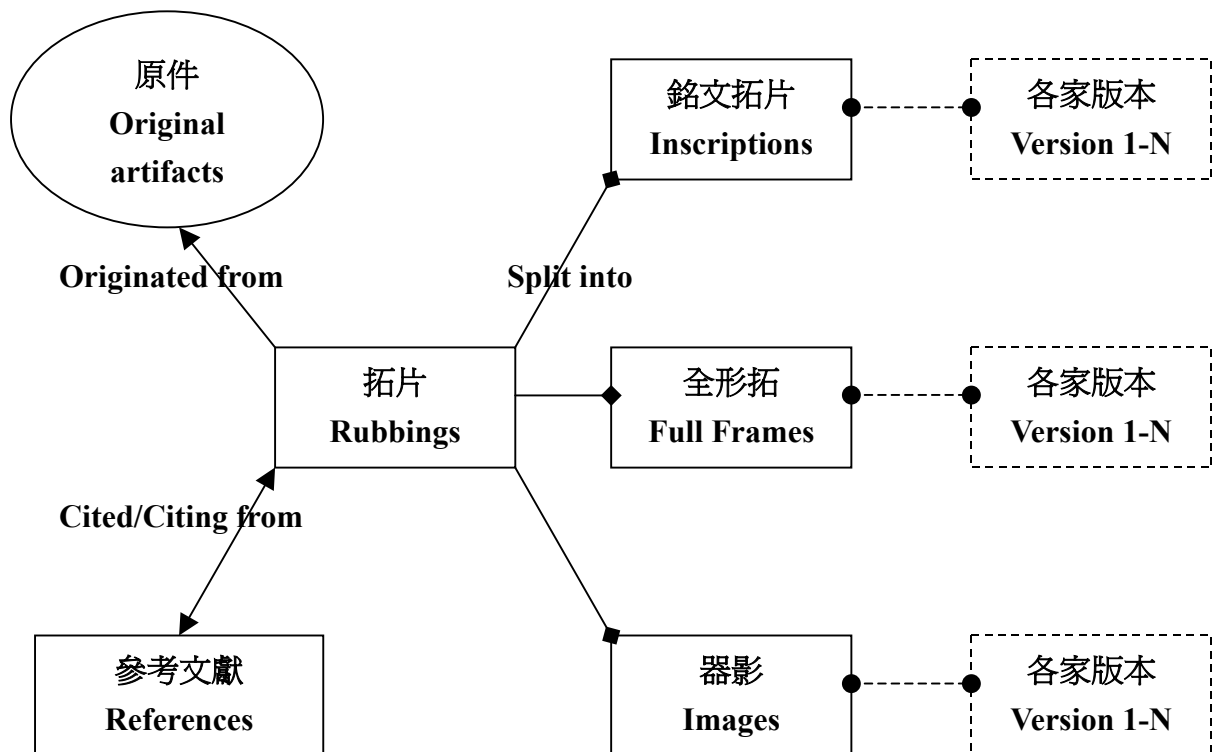 原件
Original
artifacts
銘文拓片
Inscriptions
各家版本
Version 1-N
Originated from
Split into
拓片
Rubbings
全形拓
Full Frames
各家版本
Version 1-N
Cited/Citing from
參考文獻
References
器影
Images
各家版本
Version 1-N